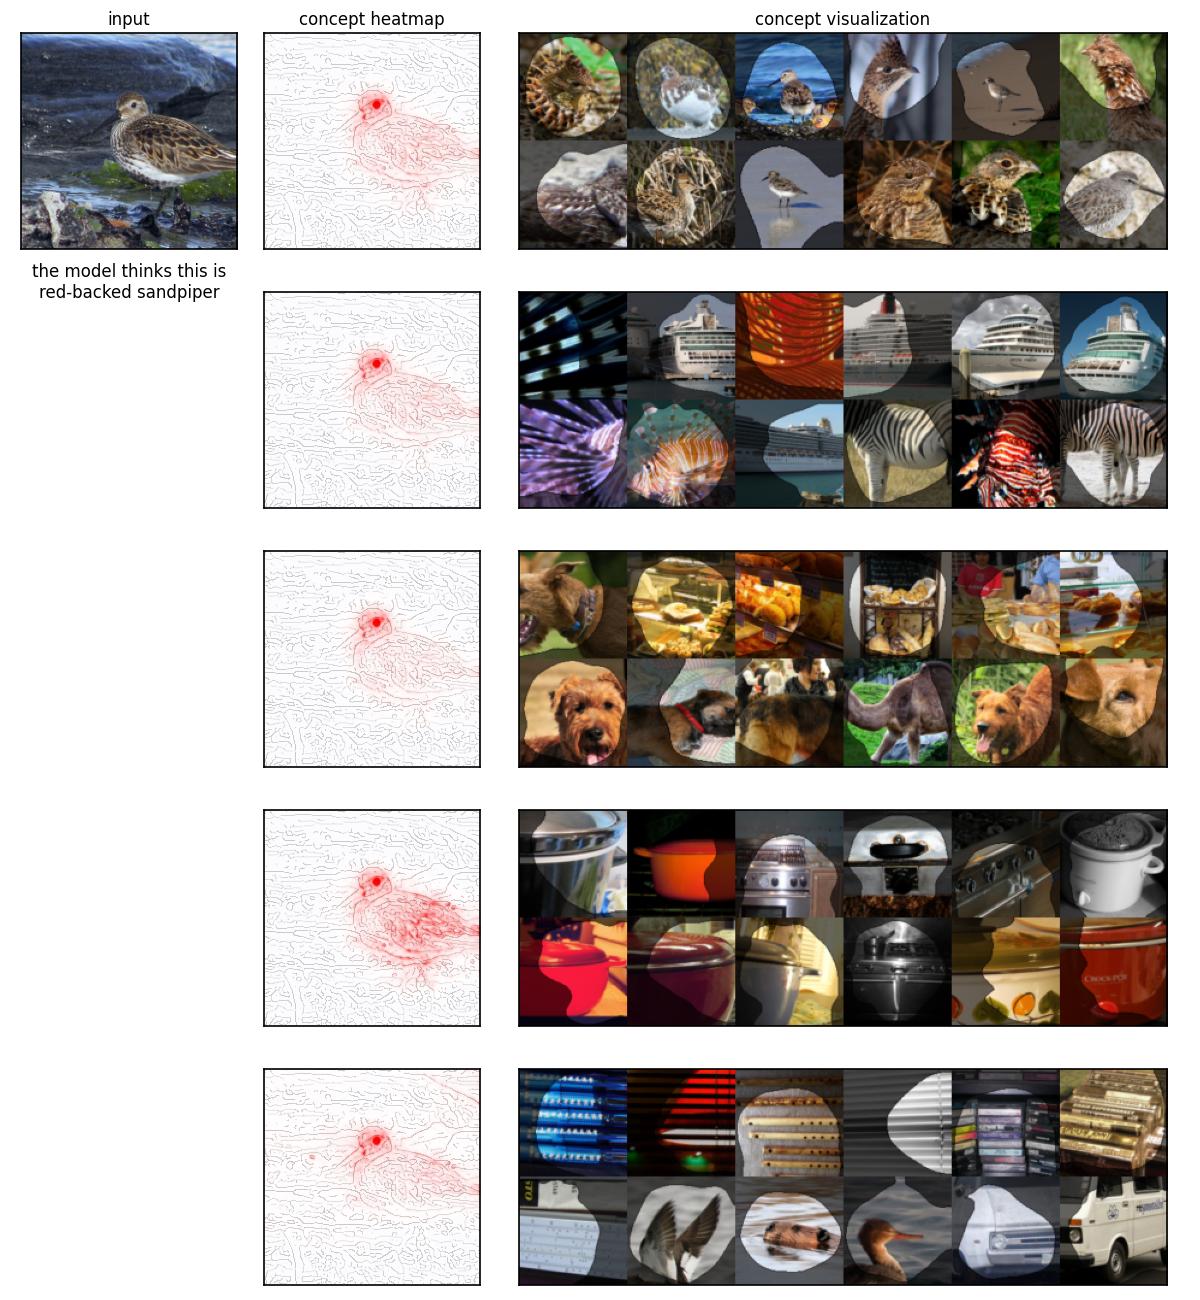 input
concept heatmap
concept visualization
the model thinks this is
red-backed sandpiper
CROCK-POT